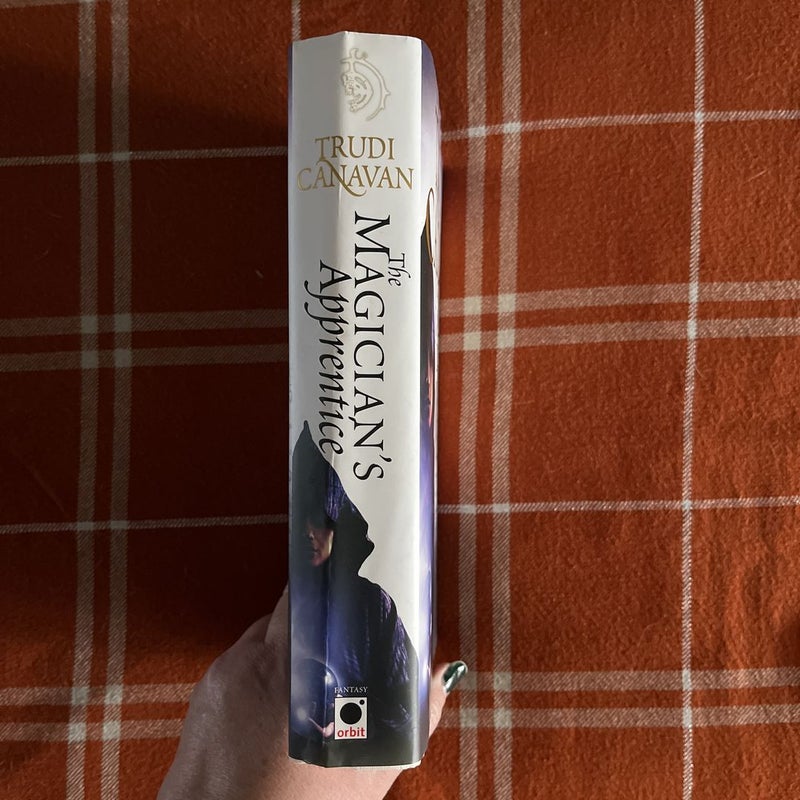 TRUDI
CANAVAN
The
MAGICIAN'S
Apprentice
FANTASY
orbit